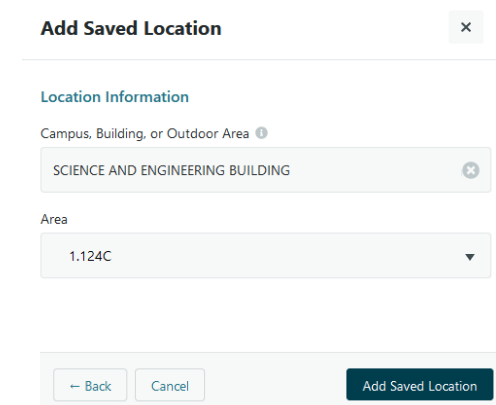 Add Saved Location
Location Information
Campus, Building, or Outdoor Area
SCIENCE AND ENGINEERING BUILDING
Area
1.124C
← Back Cancel Add Saved Location